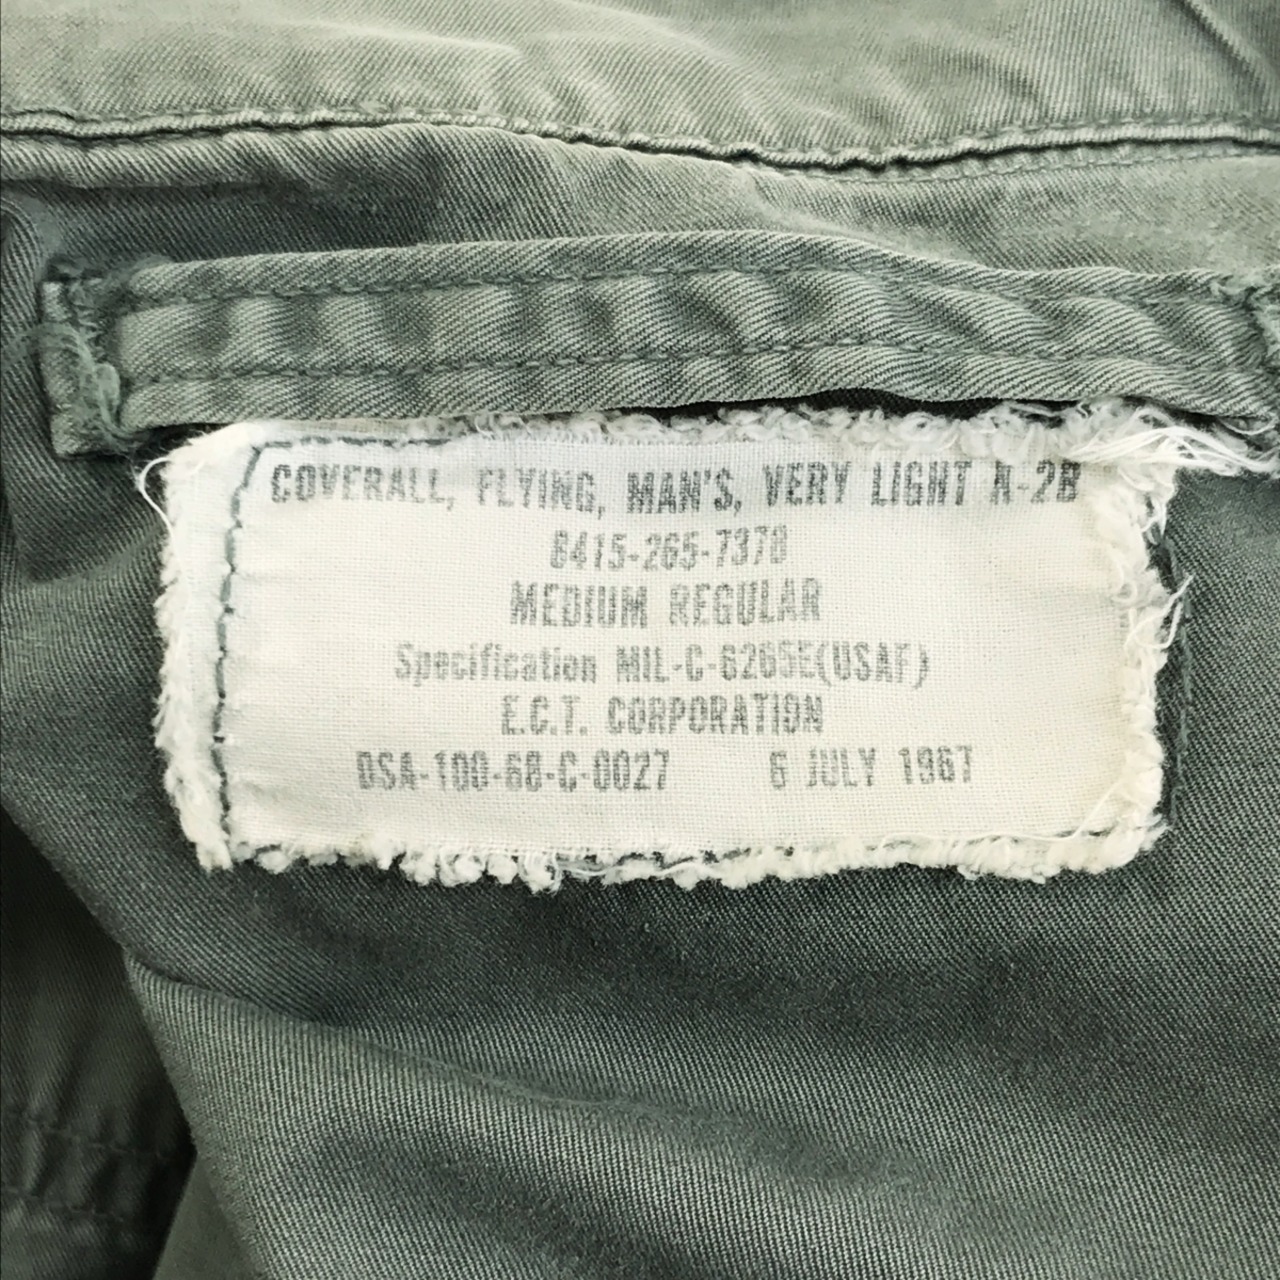 COVERALL, FLYING, MAN'S, VERY LIGHT K-2B
8415-265-7378
MEDIUM REGULAR
Specification MIL-C-6265E(USAF)
E.C.T. CORPORATION
DSA-100-68-C-0027 6 JULY 1967